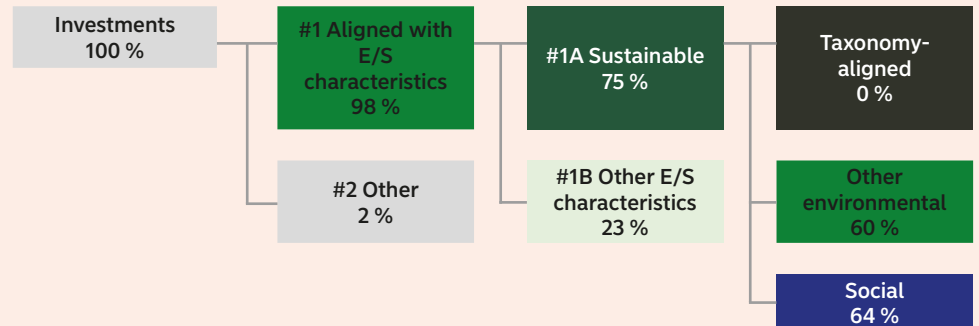 Investments
100 %
#1 Aligned with
E/S
characteristics
98 %
#1A Sustainable
75 %
Taxonomy-
aligned
0 %
#2 Other
2 %
#1B Other E/S
characteristics
23 %
Other
environmental
60 %
Social
64 %